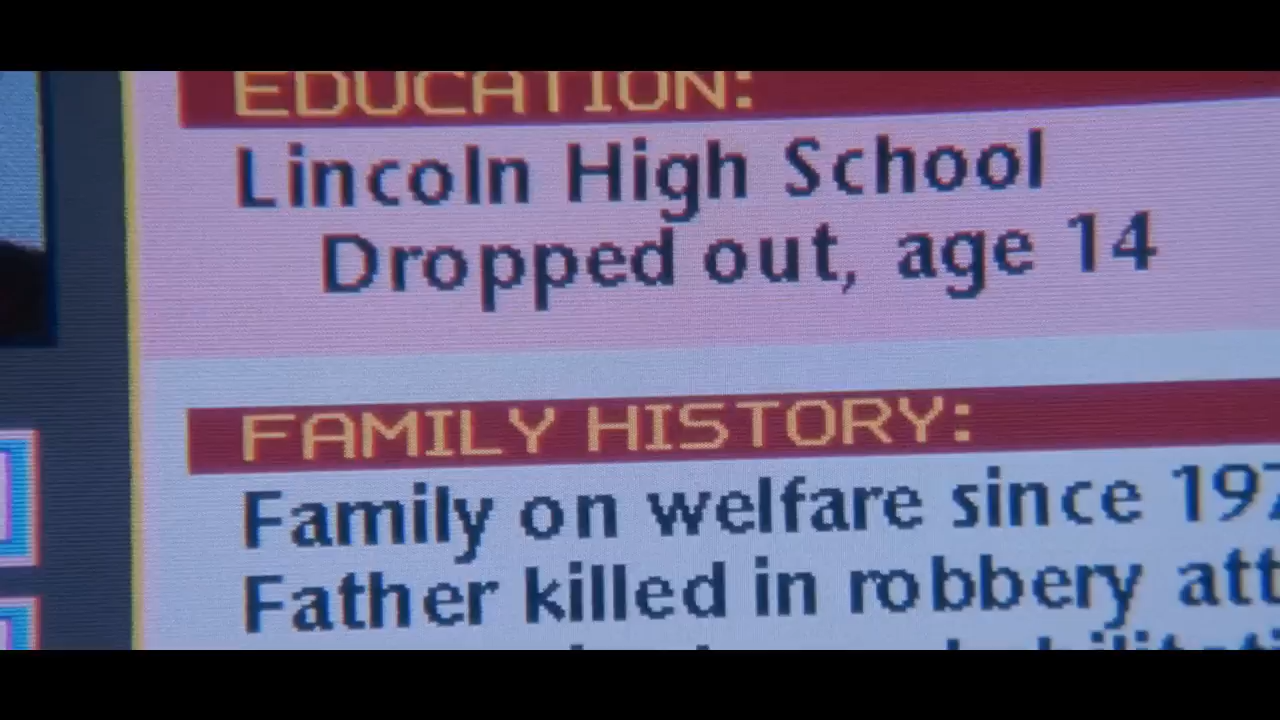 EDUCATION:
Lincoln High School
Dropped out, age 14
FAMILY HISTORY:
Family on welfare since
Father killed in robbery